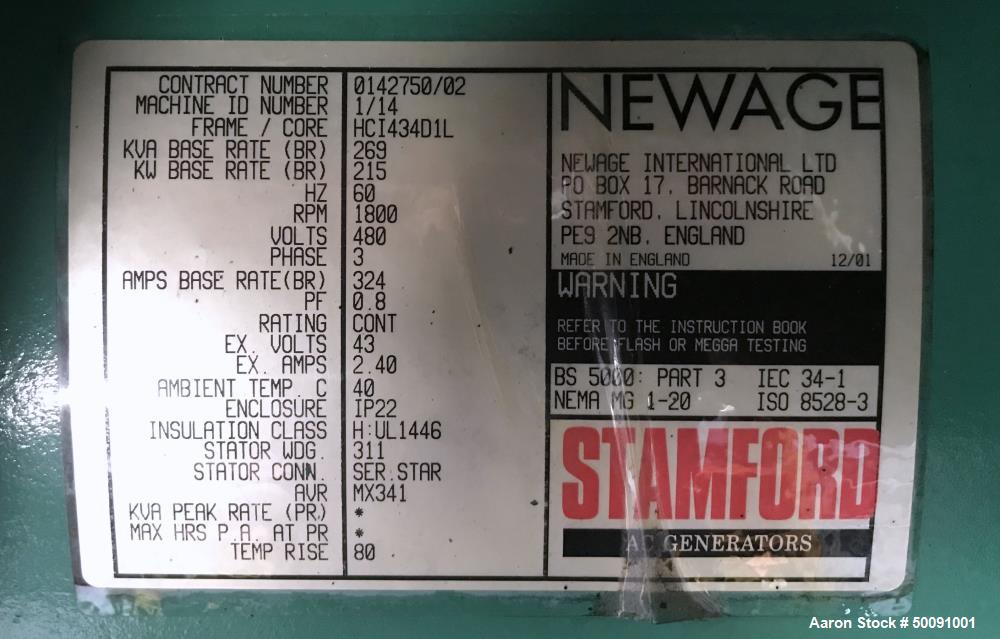 CONTRACT NUMBER 0142750/02
MACHINE ID NUMBER 1/14
FRAME / CORE HCI434D1L
KVA BASE RATE (BR) 269
KW BASE RATE (BR) 215
HZ 60
RPM 1800
VOLTS 480
PHASE 3
AMPS BASE RATE(BR) 324
PF 0.8
RATING CONT
EX. VOLTS 43
EX. AMPS 2.40
AMBIENT TEMP. C 40
ENCLOSURE IP22
INSULATION CLASS H:UL1446
STATOR WDG. 311
STATOR CONN. SER.STAR
AVR MX341
KVA PEAK RATE (PR) *
MAX HRS P.A. AT PR *
TEMP RISE 80
NEWAGE
NEWAGE INTERNATIONAL LTD
PO BOX 17, BARNACK ROAD
STAMFORD, LINCOLNSHIRE
PE9 2NB, ENGLAND
MADE IN ENGLAND 12/01
WARNING
REFER TO THE INSTRUCTION BOOK
BEFORE FLASH OR MEGGA TESTING
BS 5000: PART 3 IEC 34-1
NEMA MG 1-20 ISO 8528-3
STAMFORD
AC GENERATORS
Aaron Stock # 50091001